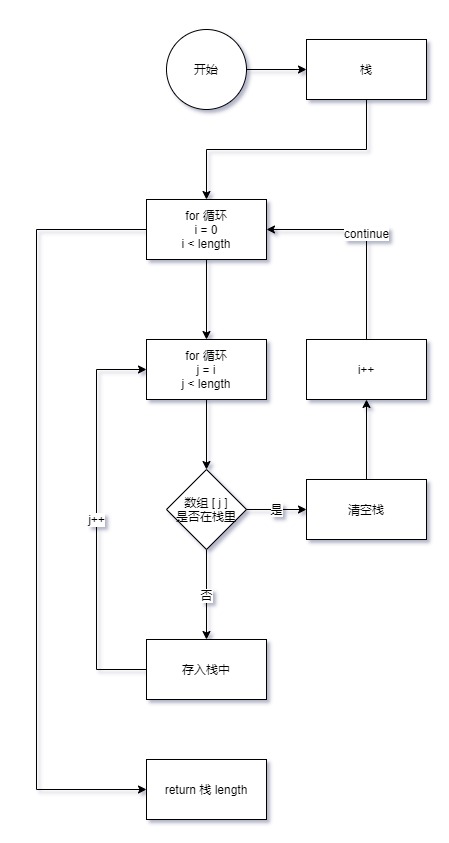 开始
栈
for 循环
i = 0
i < length
continue
for 循环
j = i
j < length
i++
数组 [ j ]
是否在栈里
是
清空栈
j++
否
存入栈中
return 栈 length